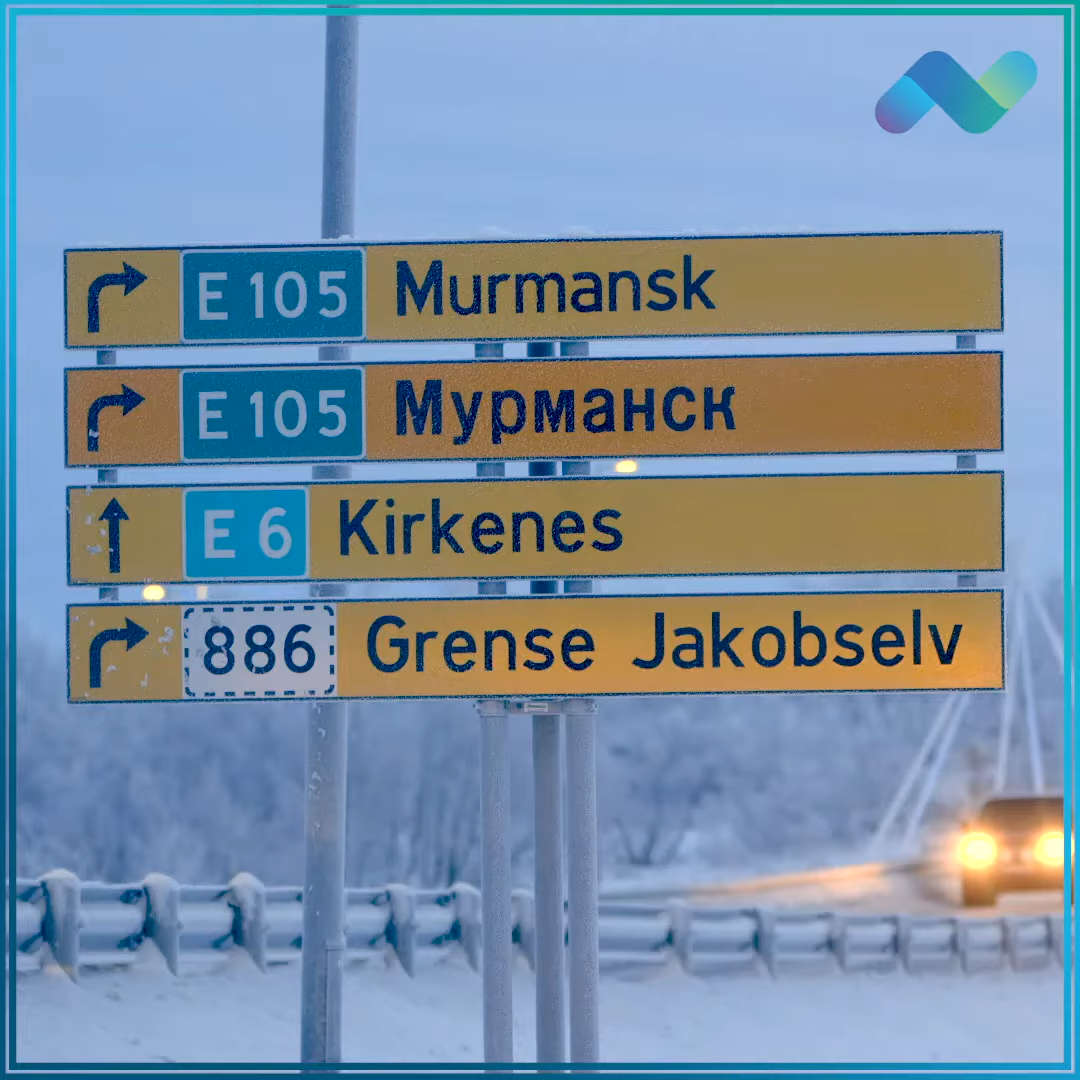 E 105 Murmansk
E 105 Мурманск
E 6 Kirkenes
886 Grense Jakobselv